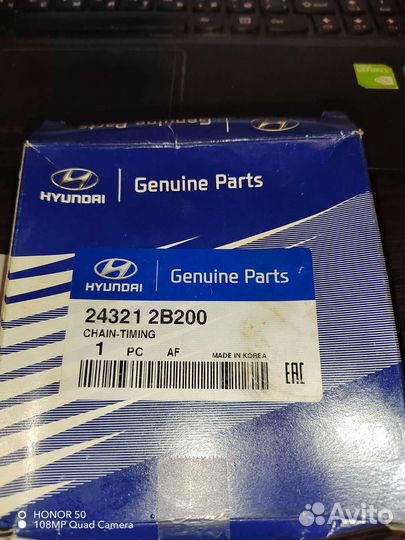 HYUNDAI
Genuine Parts
HYUNDAI
Genuine Parts
24321 2B200
CHAIN-TIMING
1 PC AF MADE IN KOREA
EAC
HONOR 50
108MP Quad Camera
Avito